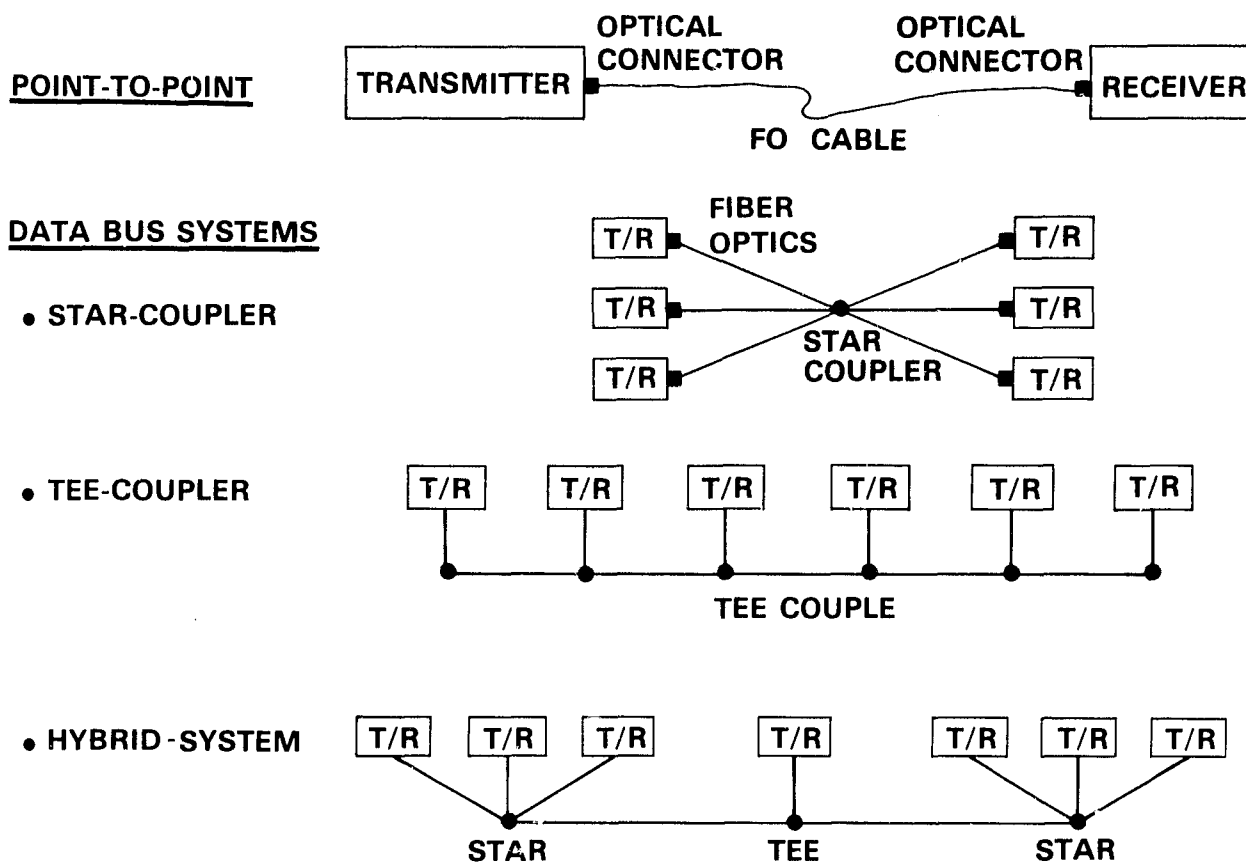 POINT-TO-POINT
TRANSMITTER
OPTICAL
CONNECTOR
FO CABLE
OPTICAL
CONNECTOR
RECEIVER
DATA BUS SYSTEMS
• STAR-COUPLER
T/R
T/R
T/R
FIBER
OPTICS
STAR
COUPLER
T/R
T/R
T/R
• TEE-COUPLER
T/R
T/R
T/R
T/R
T/R
T/R
TEE COUPLE
• HYBRID-SYSTEM
T/R
T/R
T/R
T/R
T/R
T/R
T/R
STAR
TEE
STAR